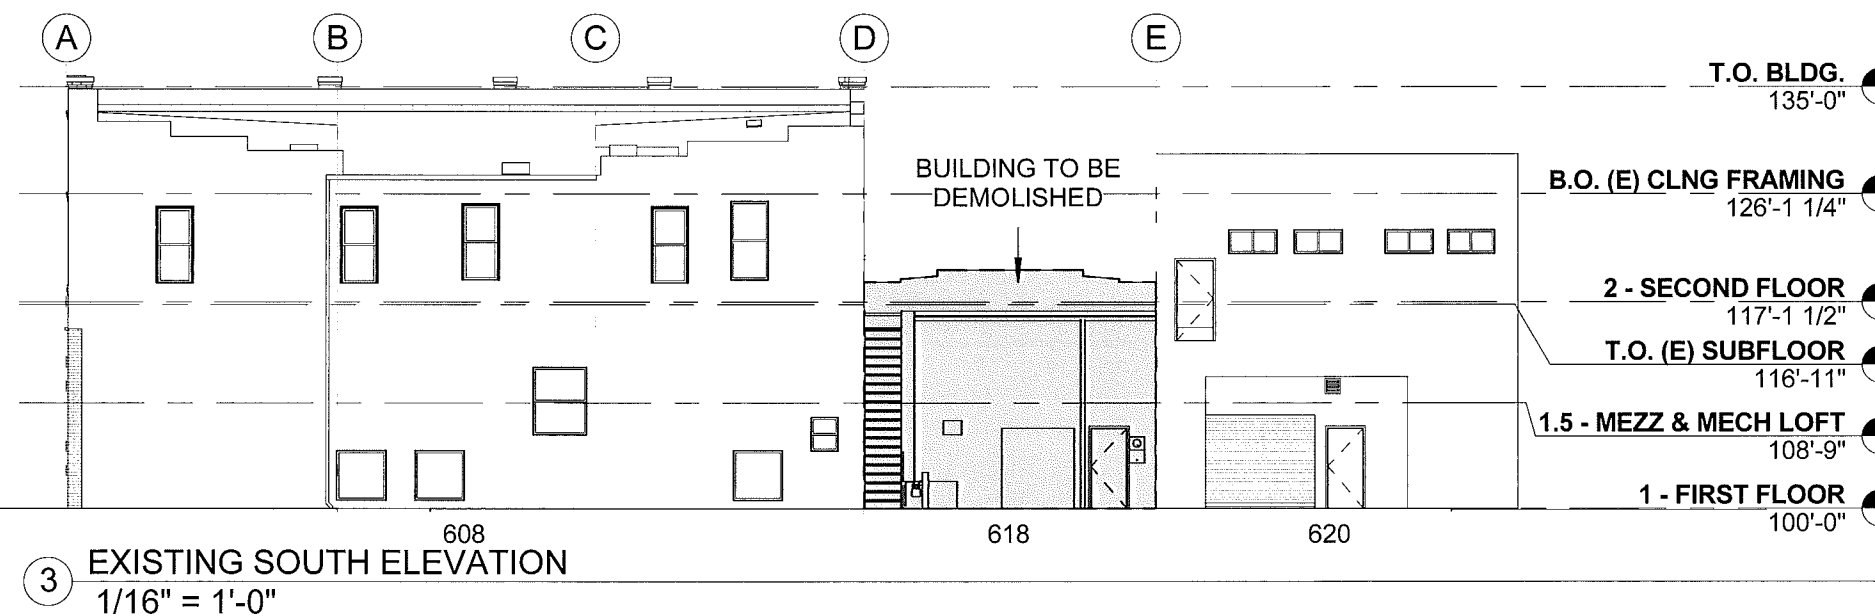 A B C D E
T.O. BLDG.
135'-0"
BUILDING TO BE
DEMOLISHED
B.O. (E) CLNG FRAMING
126'-1 1/4"
2 - SECOND FLOOR
117'-1 1/2"
T.O. (E) SUBFLOOR
116'-11"
1.5 - MEZZ & MECH LOFT
108'-9"
1 - FIRST FLOOR
100'-0"
608 618 620
3 EXISTING SOUTH ELEVATION
1/16" = 1'-0"